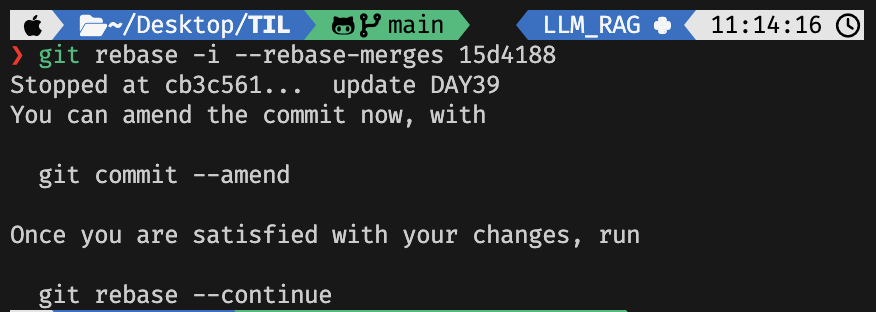 ~/Desktop/TIL main LLM_RAG 11:14:16
❯ git rebase -i --rebase-merges 15d4188
Stopped at cb3c561...  update DAY39
You can amend the commit now, with
  git commit --amend
Once you are satisfied with your changes, run
  git rebase --continue